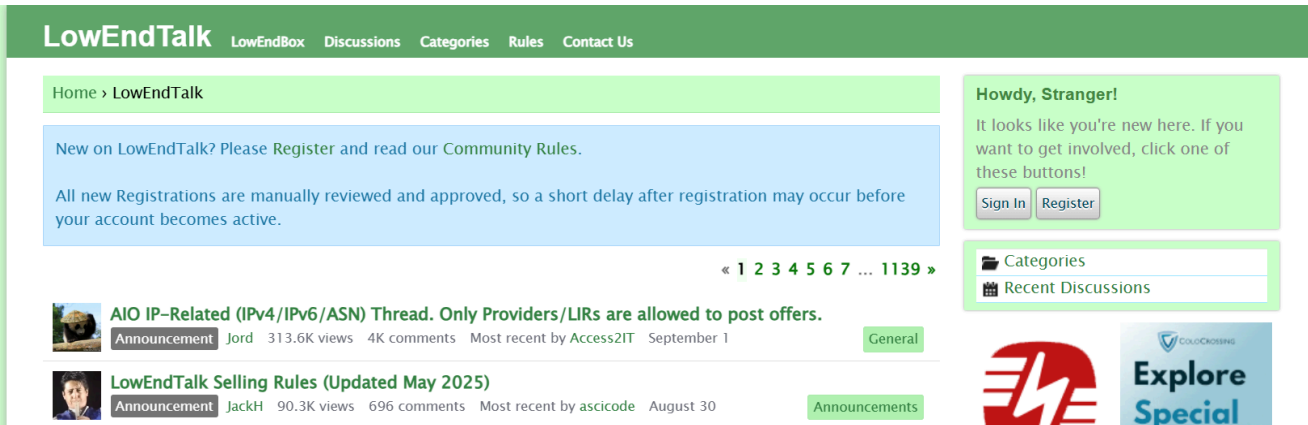 LowEndTalk LowEndBox Discussions Categories Rules Contact Us
Home › LowEndTalk
New on LowEndTalk? Please Register and read our Community Rules.
All new Registrations are manually reviewed and approved, so a short delay after registration may occur before
your account becomes active.
« 1 2 3 4 5 6 7 … 1139 »
AIO IP-Related (IPv4/IPv6/ASN) Thread. Only Providers/LIRs are allowed to post offers.
Announcement Jord 313.6K views 4K comments Most recent by Access2IT September 1 General
LowEndTalk Selling Rules (Updated May 2025)
Announcement JackH 90.3K views 696 comments Most recent by ascicode August 30 Announcements
Howdy, Stranger!
It looks like you're new here. If you
want to get involved, click one of
these buttons!
Sign In Register
Categories
Recent Discussions
COLOCROSSING
Explore
Special